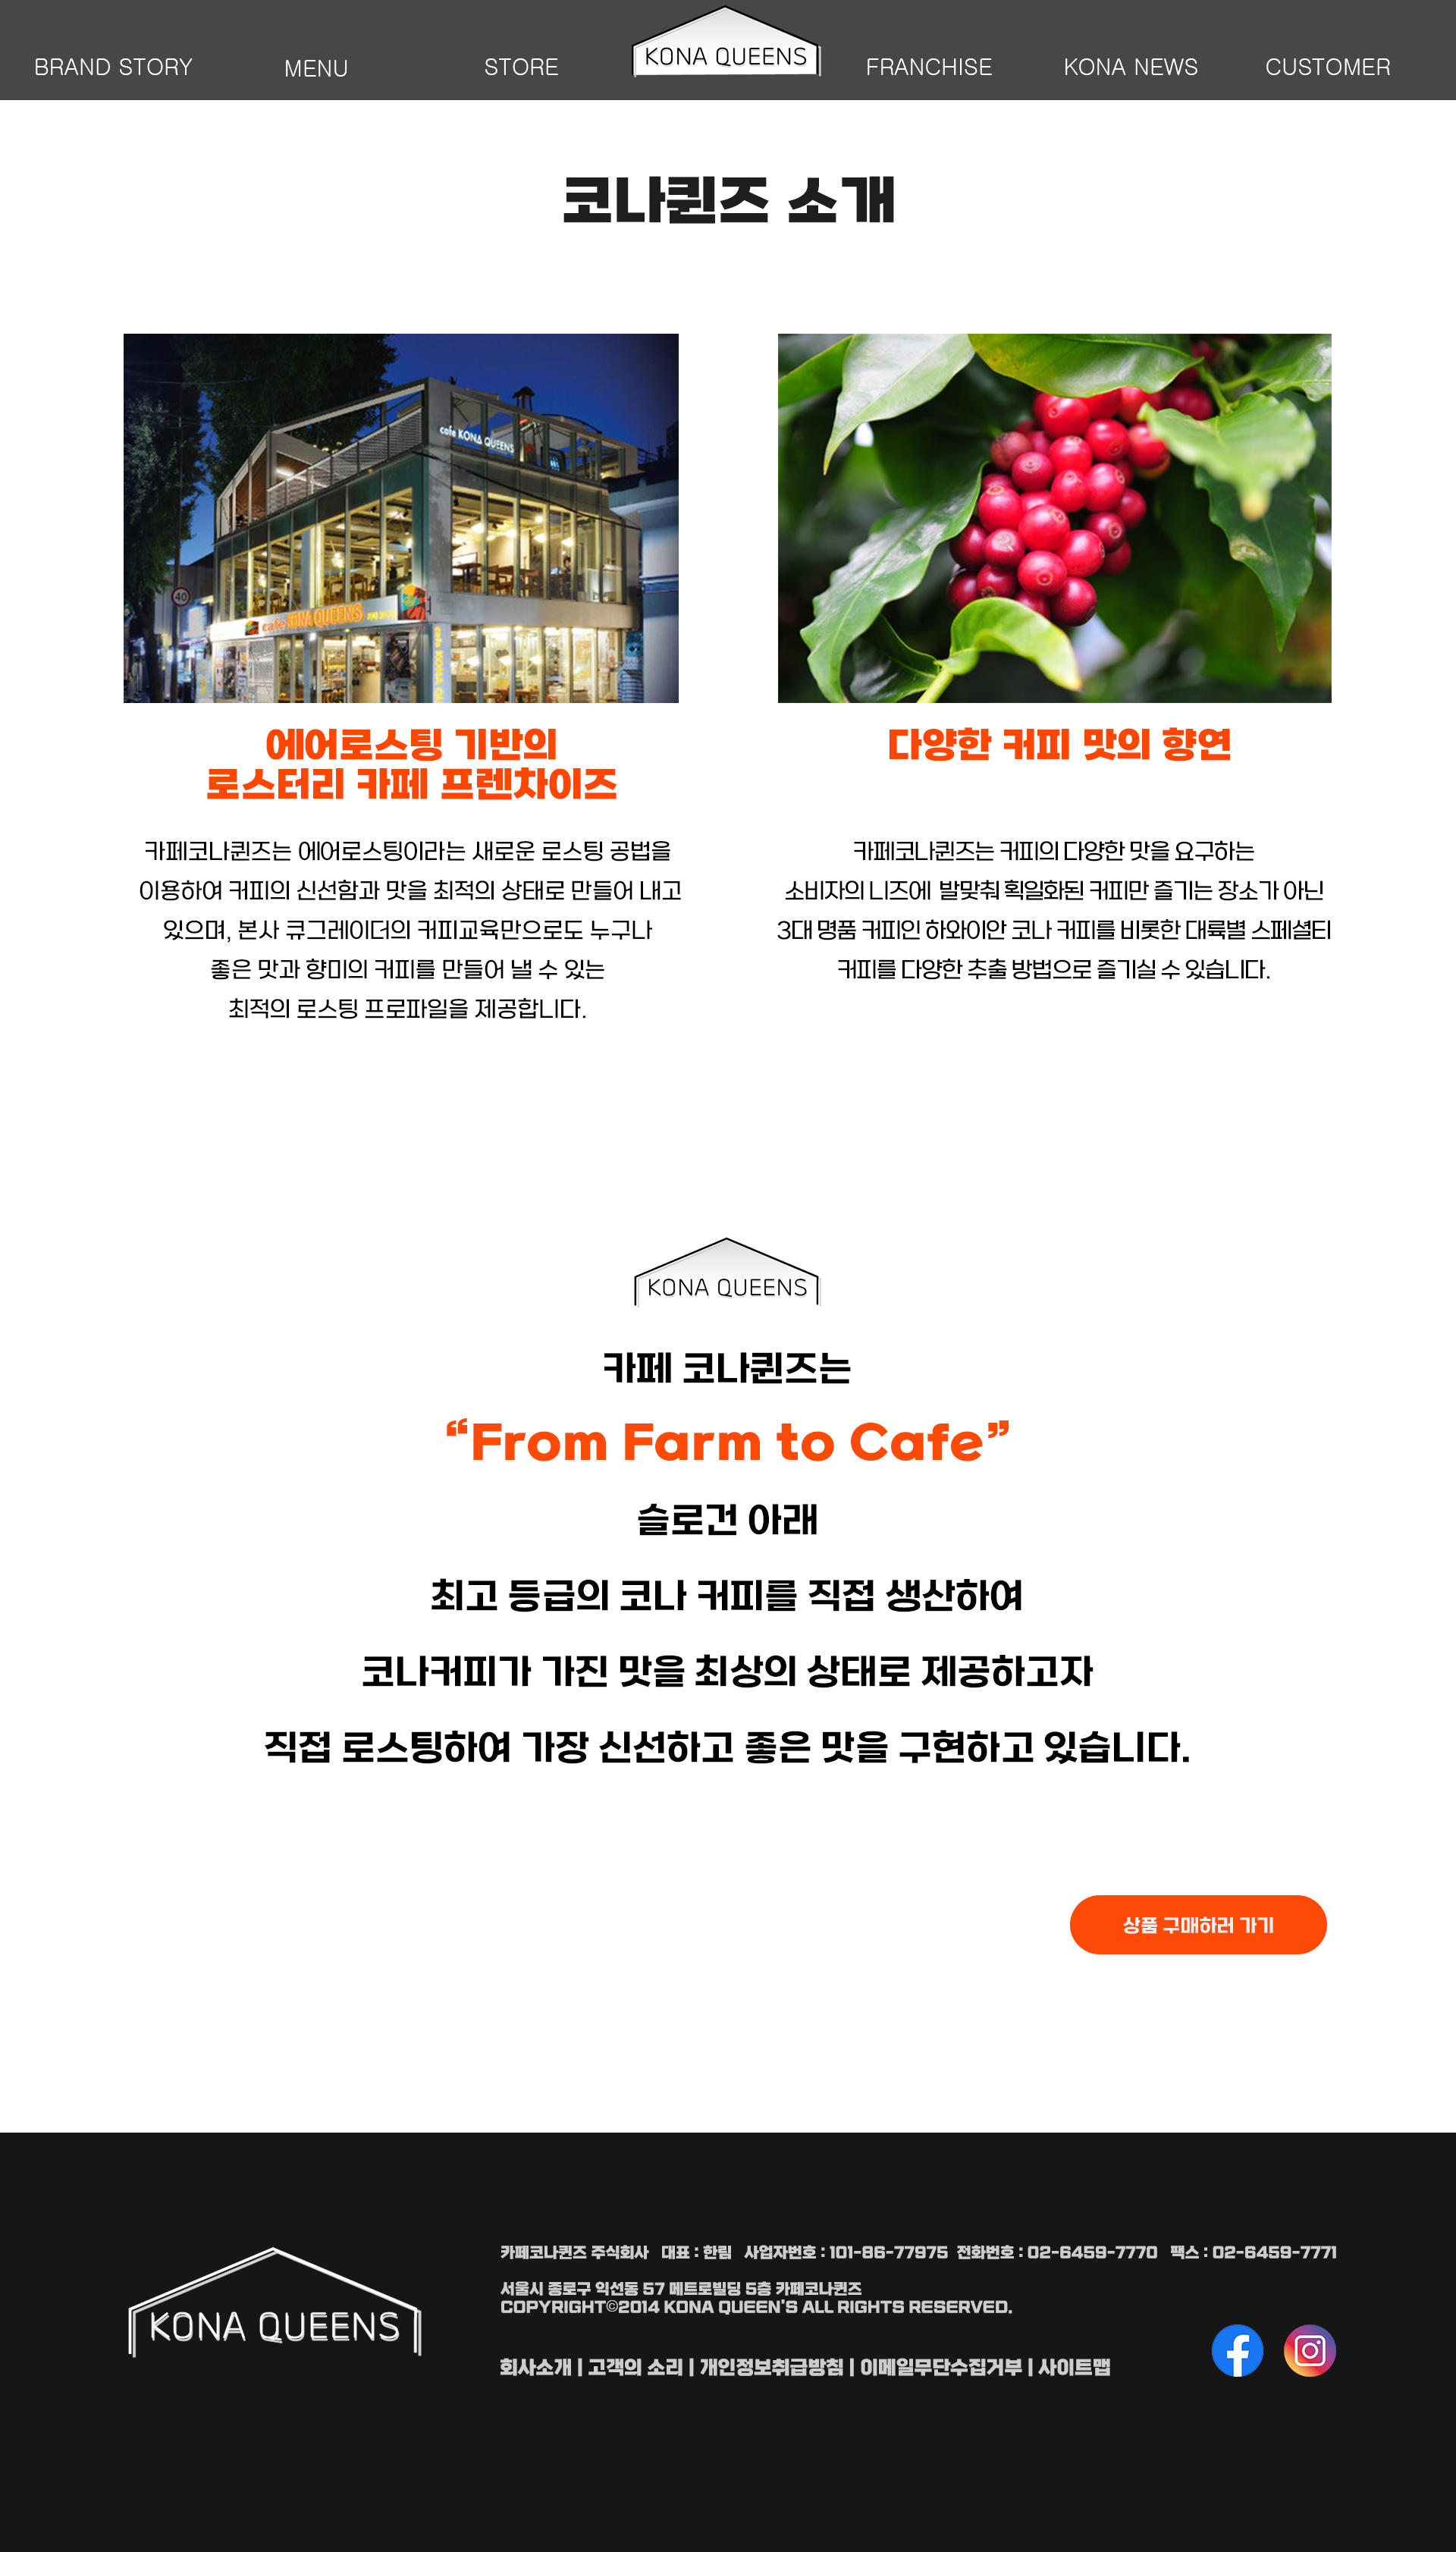 BRAND STORY
MENU
STORE
KONA QUEENS
FRANCHISE
KONA NEWS
CUSTOMER
코나퀸즈 소개
cafe KONA QUEENS
40
cafe KONA QUEENS
에어로스팅 기반의
로스터리 카페 프렌차이즈
카페코나퀸즈는 에어로스팅이라는 새로운 로스팅 공법을
이용하여 커피의 신선함과 맛을 최적의 상태로 만들어 내고
있으며, 본사 큐그레이더의 커피교육만으로도 누구나
좋은 맛과 향미의 커피를 만들어 낼 수 있는
최적의 로스팅 프로파일을 제공합니다.
다양한 커피 맛의 향연
카페코나퀸즈는 커피의 다양한 맛을 요구하는
소비자의 니즈에 발맞춰 획일화된 커피만 즐기는 장소가 아닌
3대 명품 커피인 하와이안 코나 커피를 비롯한 대륙별 스페셜티
커피를 다양한 추출 방법으로 즐기실 수 있습니다.
KONA QUEENS
카페 코나퀸즈는
“From Farm to Cafe”
슬로건 아래
최고 등급의 코나 커피를 직접 생산하여
코나커피가 가진 맛을 최상의 상태로 제공하고자
직접 로스팅하여 가장 신선하고 좋은 맛을 구현하고 있습니다.
상품 구매하러 가기
KONA QUEENS
카페코나퀸즈 주식회사 대표 : 한림 사업자번호 : 101-86-77975 전화번호 : 02-6459-7770 팩스 : 02-6459-7771
서울시 종로구 익선동 57 메트로빌딩 5층 카페코나퀸즈
COPYRIGHT©2014 KONA QUEEN'S ALL RIGHTS RESERVED.
회사소개 | 고객의 소리 | 개인정보취급방침 | 이메일무단수집거부 | 사이트맵